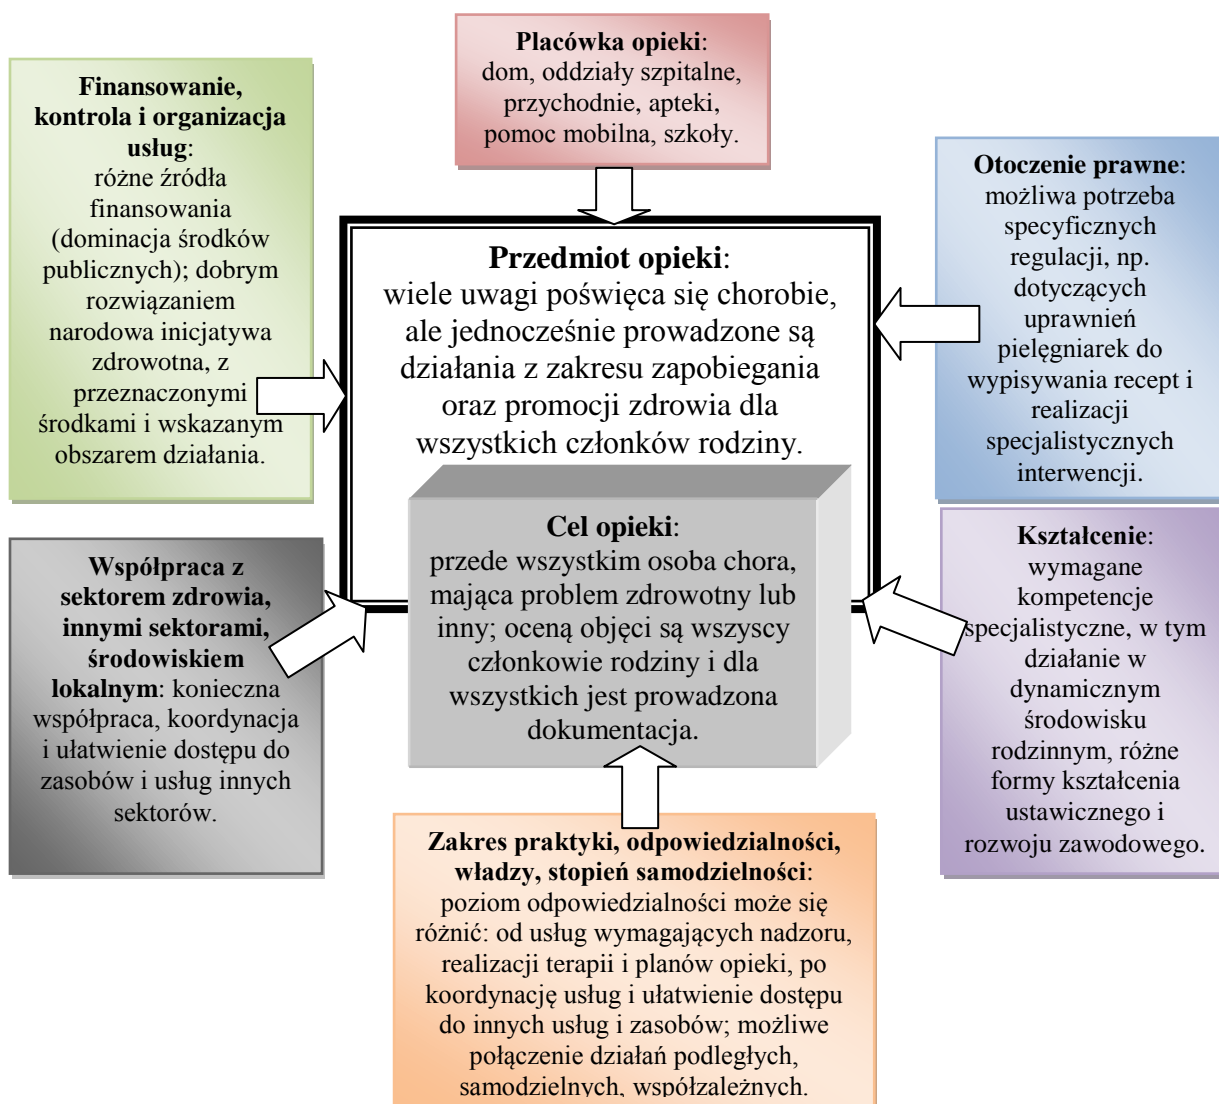 Placówka opieki:
dom, oddziały szpitalne,
przychodnie, apteki,
pomoc mobilna, szkoły.
Finansowanie,
kontrola i organizacja
usług:
różne źródła
finansowania
(dominacja środków
publicznych); dobrym
rozwiązaniem
narodowa inicjatywa
zdrowotna, z
przeznaczonymi
środkami i wskazanym
obszarem działania.
Przedmiot opieki:
wiele uwagi poświęca się chorobie,
ale jednocześnie prowadzone są
działania z zakresu zapobiegania
oraz promocji zdrowia dla
wszystkich członków rodziny.
Otoczenie prawne:
możliwa potrzeba
specyficznych
regulacji, np.
dotyczących
uprawnień
pielęgniarek do
wypisywania recept i
realizacji
specjalistycznych
interwencji.
Współpraca z
sektorem zdrowia,
innymi sektorami,
środowiskiem
lokalnym: konieczna
współpraca, koordynacja
i ułatwienie dostępu do
zasobów i usług innych
sektorów.
Cel opieki:
przede wszystkim osoba chora,
mająca problem zdrowotny lub
inny; oceną objęci są wszyscy
członkowie rodziny i dla
wszystkich jest prowadzona
dokumentacja.
Kształcenie:
wymagane
kompetencje
specjalistyczne, w tym
działanie w
dynamicznym
środowisku
rodzinnym, różne
formy kształcenia
ustawicznego i
rozwoju zawodowego.
Zakres praktyki, odpowiedzialności,
władzy, stopień samodzielności:
poziom odpowiedzialności może się
różnić: od usług wymagających nadzoru,
realizacji terapii i planów opieki, po
koordynację usług i ułatwienie dostępu
do innych usług i zasobów; możliwe
połączenie działań podległych,
samodzielnych, współzależnych.